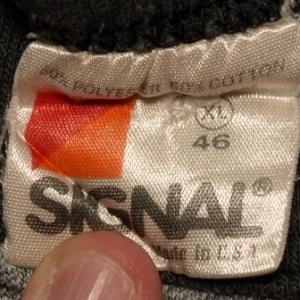 50% POLYESTER 50% COTTON
XL
46
SIGNAL®
Made in U.S.A